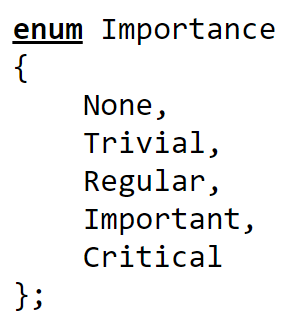 enum Importance
{
    None,
    Trivial,
    Regular,
    Important,
    Critical
};